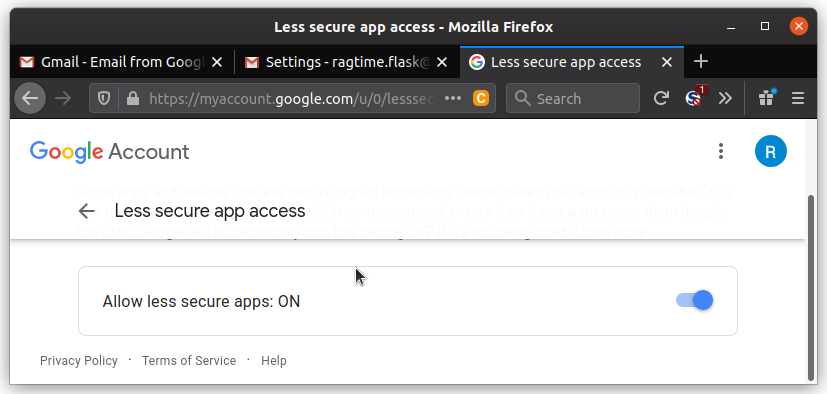 Less secure app access - Mozilla Firefox
Gmail - Email from Goog
Settings - ragtime.flask@
Less secure app access
https://myaccount.google.com/u/0/lesssec
C
Search
1
Google Account
R
Some apps and devices use less secure sign-in technology, which makes your account vulnerable. You
which we recommend, or turn it on if you want to use them despite
the risks. Google will automatically turn this setting OFF if it's not being used. Learn more
Less secure app access
Allow less secure apps: ON
Privacy Policy · Terms of Service · Help